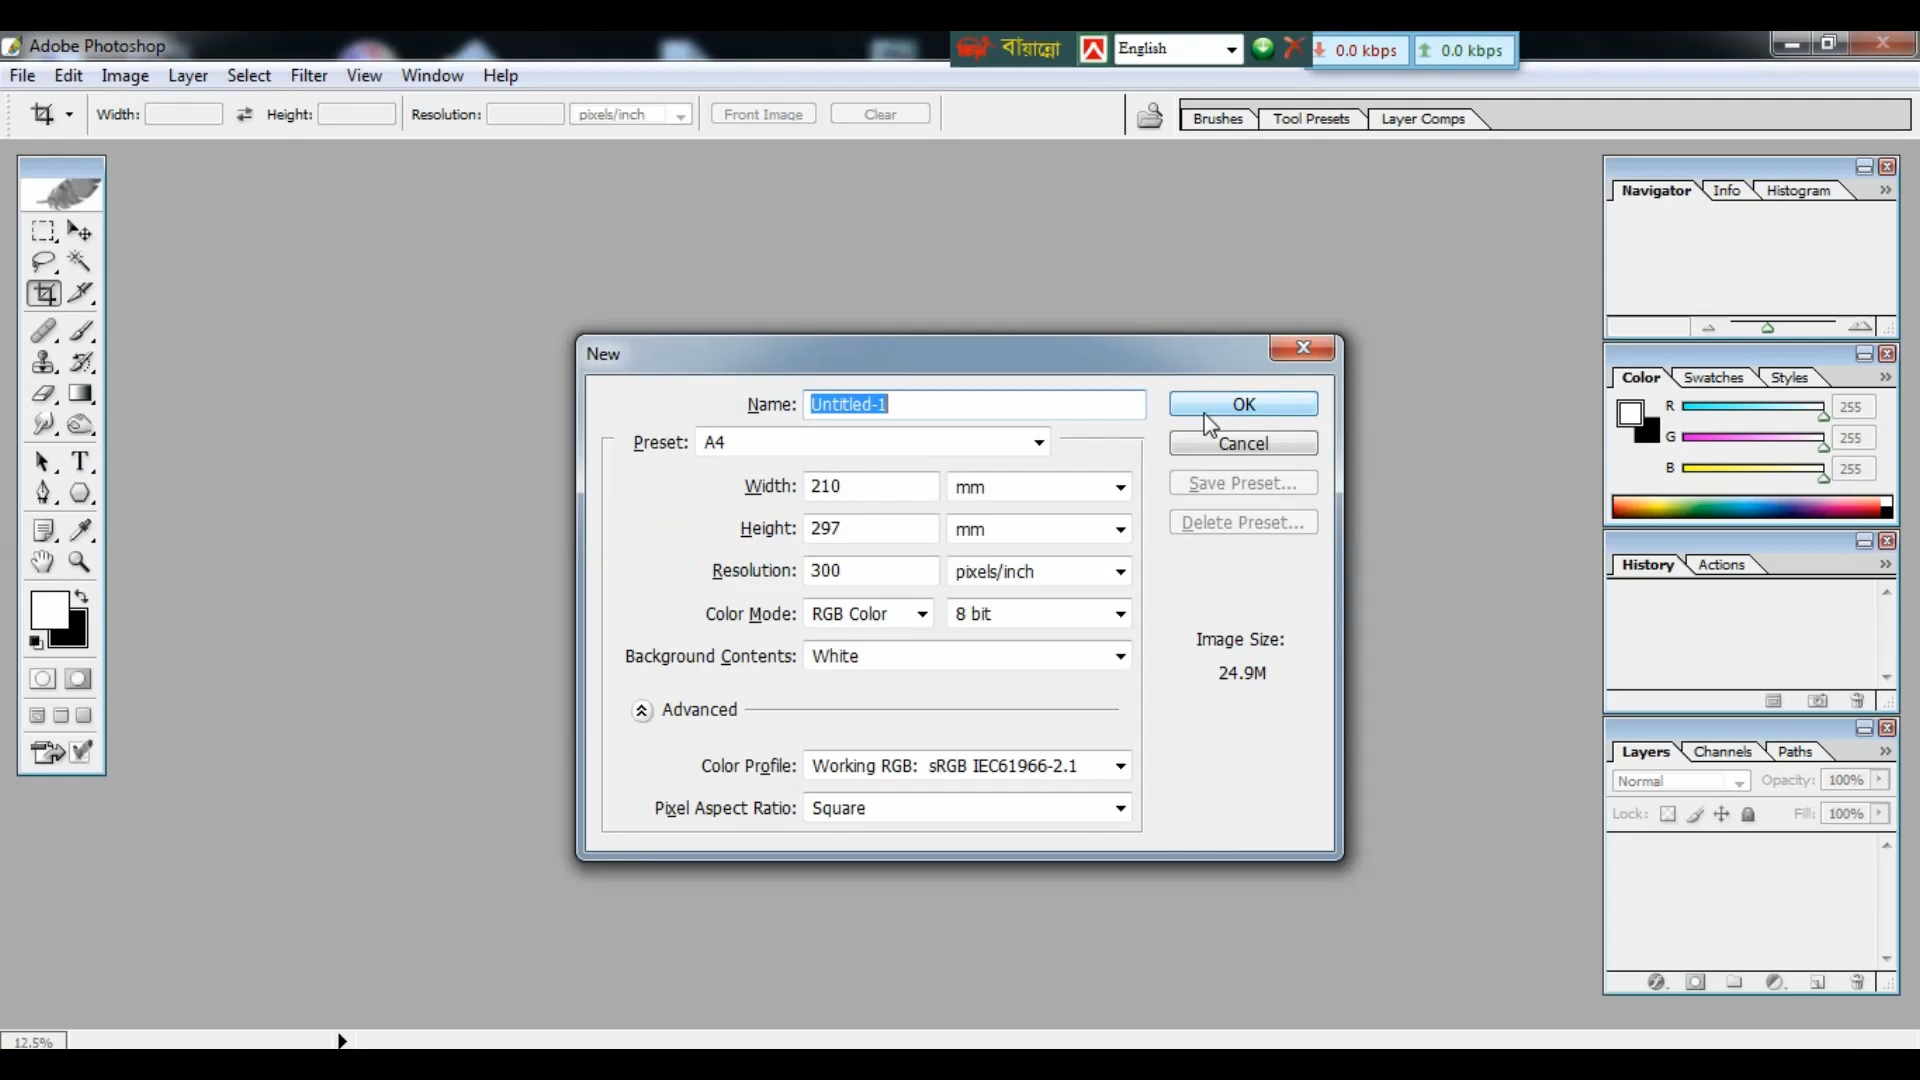 Adobe Photoshop
বায়ান্নো English 0.0 kbps 0.0 kbps
File Edit Image Layer Select Filter View Window Help
Width: Height: Resolution: pixels/inch Front Image Clear Brushes Tool Presets Layer Comps
Navigator Info Histogram
New
Name: Untitled-1 OK
Preset: A4 Cancel
Width: 210 mm Save Preset...
Height: 297 mm Delete Preset...
Resolution: 300 pixels/inch
Color Mode: RGB Color 8 bit
Image Size:
Background Contents: White
24.9M
Advanced
Color Profile: Working RGB: sRGB IEC61966-2.1
Pixel Aspect Ratio: Square
Color Swatches Styles
R 255
G 255
B 255
History Actions
Layers Channels Paths
Normal Opacity: 100%
Lock: Fill: 100%
12.5%